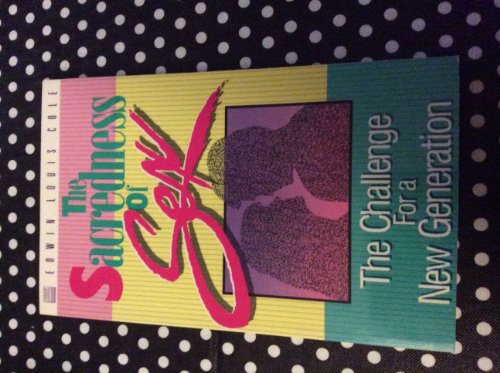 EDWIN LOUIS COLE
The
Sacredness
of
Sex
The Challenge
For a
New Generation